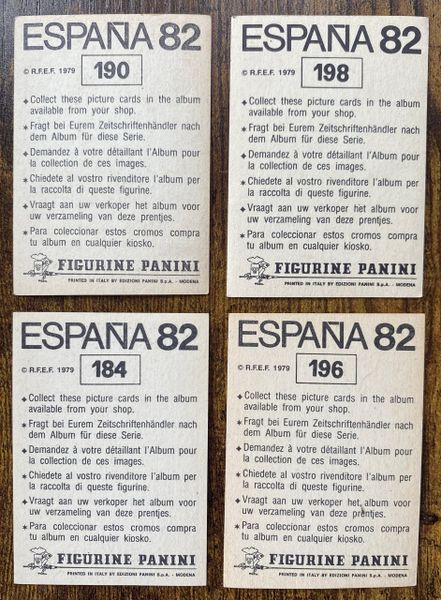 ESPAÑA 82
© R.F.E.F. 1979 190
Collect these picture cards in the album
available from your shop.
Fragt bei Eurem Zeitschriftenhändler nach
dem Album für diese Serie.
Demandez à votre détaillant l'Album pour
la collection de ces images.
Chiedete al vostro rivenditore l'album per
la raccolta di queste figurine.
Vraagt aan uw verkoper het album voor
uw verzameling van deze prentjes.
Para coleccionar estos cromos compra
tu album en cualquier kiosko.
FIGURINE PANINI
PRINTED IN ITALY BY EDIZIONI PANINI S.p.A. - MODENA
ESPAÑA 82
© R.F.E.F. 1979 198
Collect these picture cards in the album
available from your shop.
Fragt bei Eurem Zeitschriftenhändler nach
dem Album für diese Serie.
Demandez à votre détaillant l'Album pour
la collection de ces images.
Chiedete al vostro rivenditore l'album per
la raccolta di queste figurine.
Vraagt aan uw verkoper het album voor
uw verzameling van deze prentjes.
Para coleccionar estos cromos compra
tu album en cualquier kiosko.
FIGURINE PANINI
PRINTED IN ITALY BY EDIZIONI PANINI S.p.A. - MODENA
ESPAÑA 82
© R.F.E.F. 1979 184
Collect these picture cards in the album
available from your shop.
Fragt bei Eurem Zeitschriftenhändler nach
dem Album für diese Serie.
Demandez à votre détaillant l'Album pour
la collection de ces images.
Chiedete al vostro rivenditore l'album per
la raccolta di queste figurine.
Vraagt aan uw verkoper het album voor
uw verzameling van deze prentjes.
Para coleccionar estos cromos compra
tu album en cualquier kiosko.
FIGURINE PANINI
PRINTED IN ITALY BY EDIZIONI PANINI S.p.A. - MODENA
ESPAÑA 82
© R.F.E.F. 1979 196
Collect these picture cards in the album
available from your shop.
Fragt bei Eurem Zeitschriftenhändler nach
dem Album für diese Serie.
Demandez à votre détaillant l'Album pour
la collection de ces images.
Chiedete al vostro rivenditore l'album per
la raccolta di queste figurine.
Vraagt aan uw verkoper het album voor
uw verzameling van deze prentjes.
Para coleccionar estos cromos compra
tu album en cualquier kiosko.
FIGURINE PANINI
PRINTED IN ITALY BY EDIZIONI PANINI S.p.A. - MODENA